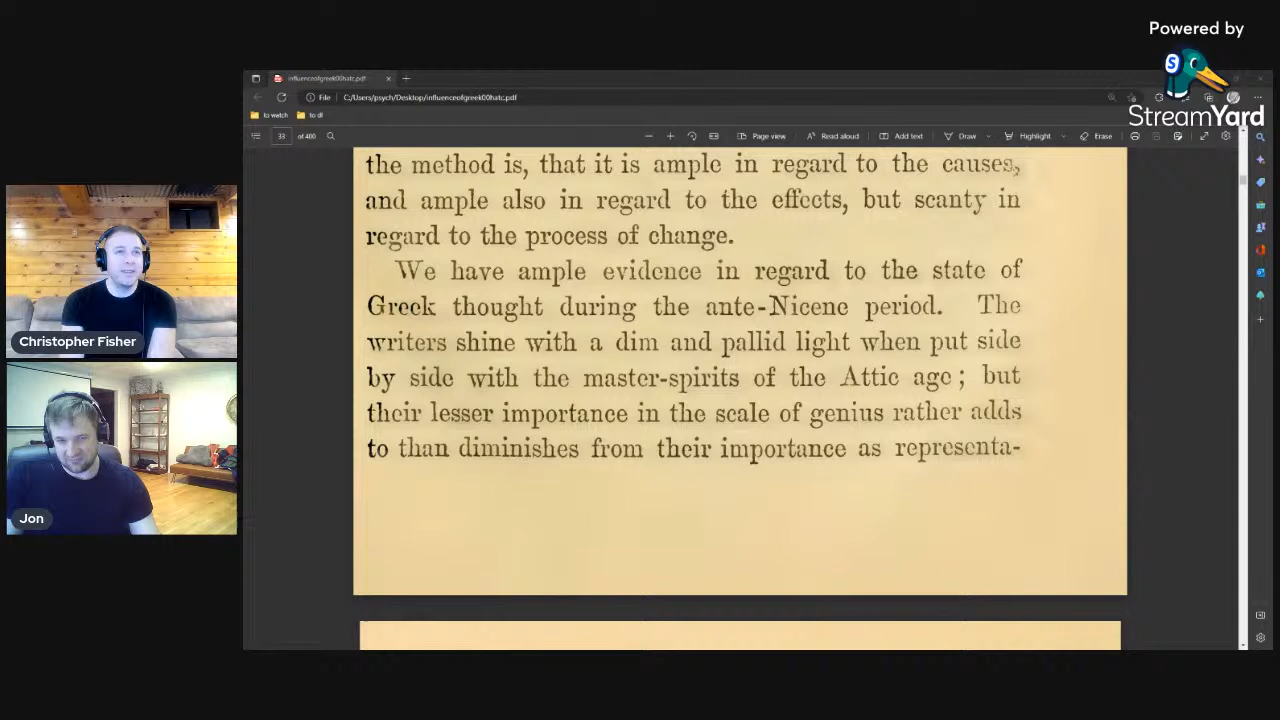 Powered by
StreamYard
influenceofgreek00hatc.pdf
File
C:/Users/psych/Desktop/influenceofgreek00hatc.pdf
to watch
to dl
33
of 400
Page view
Read aloud
Add text
Draw
Highlight
Erase
the method is, that it is ample in regard to the causes,
and ample also in regard to the effects, but scanty in
regard to the process of change.
We have ample evidence in regard to the state of
Greek thought during the ante-Nicene period. The
writers shine with a dim and pallid light when put side
by side with the master-spirits of the Attic age; but
their lesser importance in the scale of genius rather adds
to than diminishes from their importance as representa-
Christopher Fisher
Jon